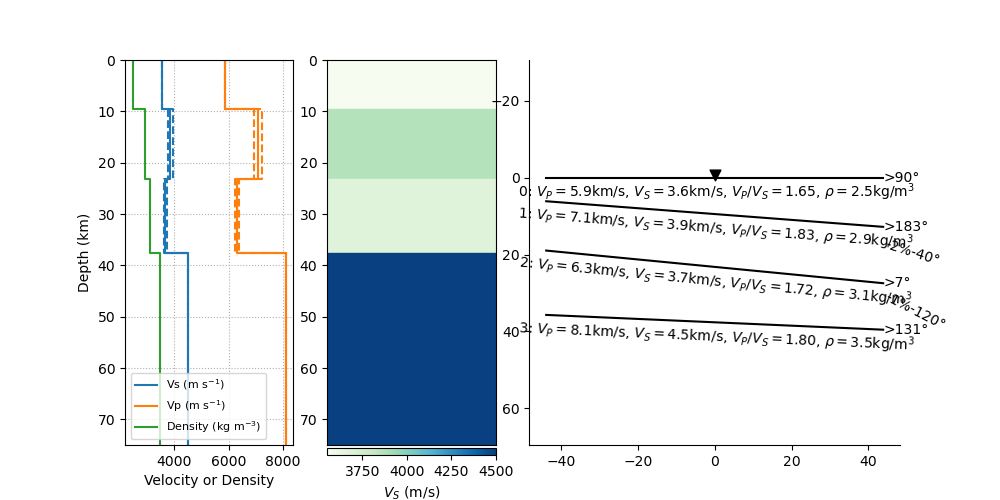 0
10
20
30
40
50
60
70
Depth (km)
4000 6000 8000
Velocity or Density
Vs (m s⁻¹)
Vp (m s⁻¹)
Density (kg m⁻³)
0
10
20
30
40
50
60
70
3750 4000 4250 4500
V_S (m/s)
−20
0
20
40
60
−40 −20 0 20 40
>90°
0: V_P = 5.9km/s, V_S = 3.6km/s, V_P/V_S = 1.65, ρ = 2.5kg/m³
>183°
1: V_P = 7.1km/s, V_S = 3.9km/s, V_P/V_S = 1.83, ρ = 2.9kg/m³
-2%-40°
>7°
2: V_P = 6.3km/s, V_S = 3.7km/s, V_P/V_S = 1.72, ρ = 3.1kg/m³
%-120°
>131°
3: V_P = 8.1km/s, V_S = 4.5km/s, V_P/V_S = 1.80, ρ = 3.5kg/m³